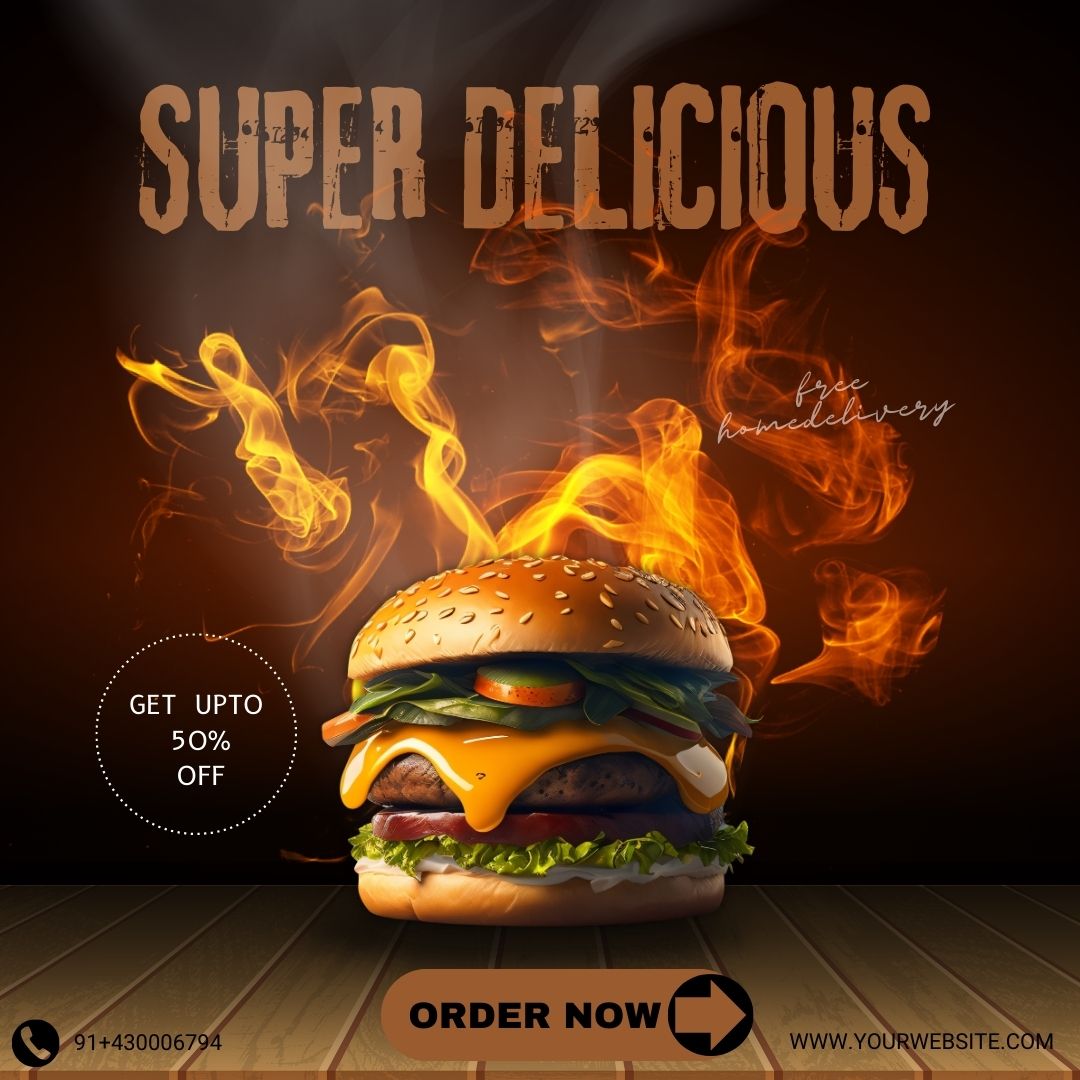 SUPER DELICIOUS
free
homedelivery
GET UPTO
50%
OFF
ORDER NOW
91+430006794
WWW.YOURWEBSITE.COM